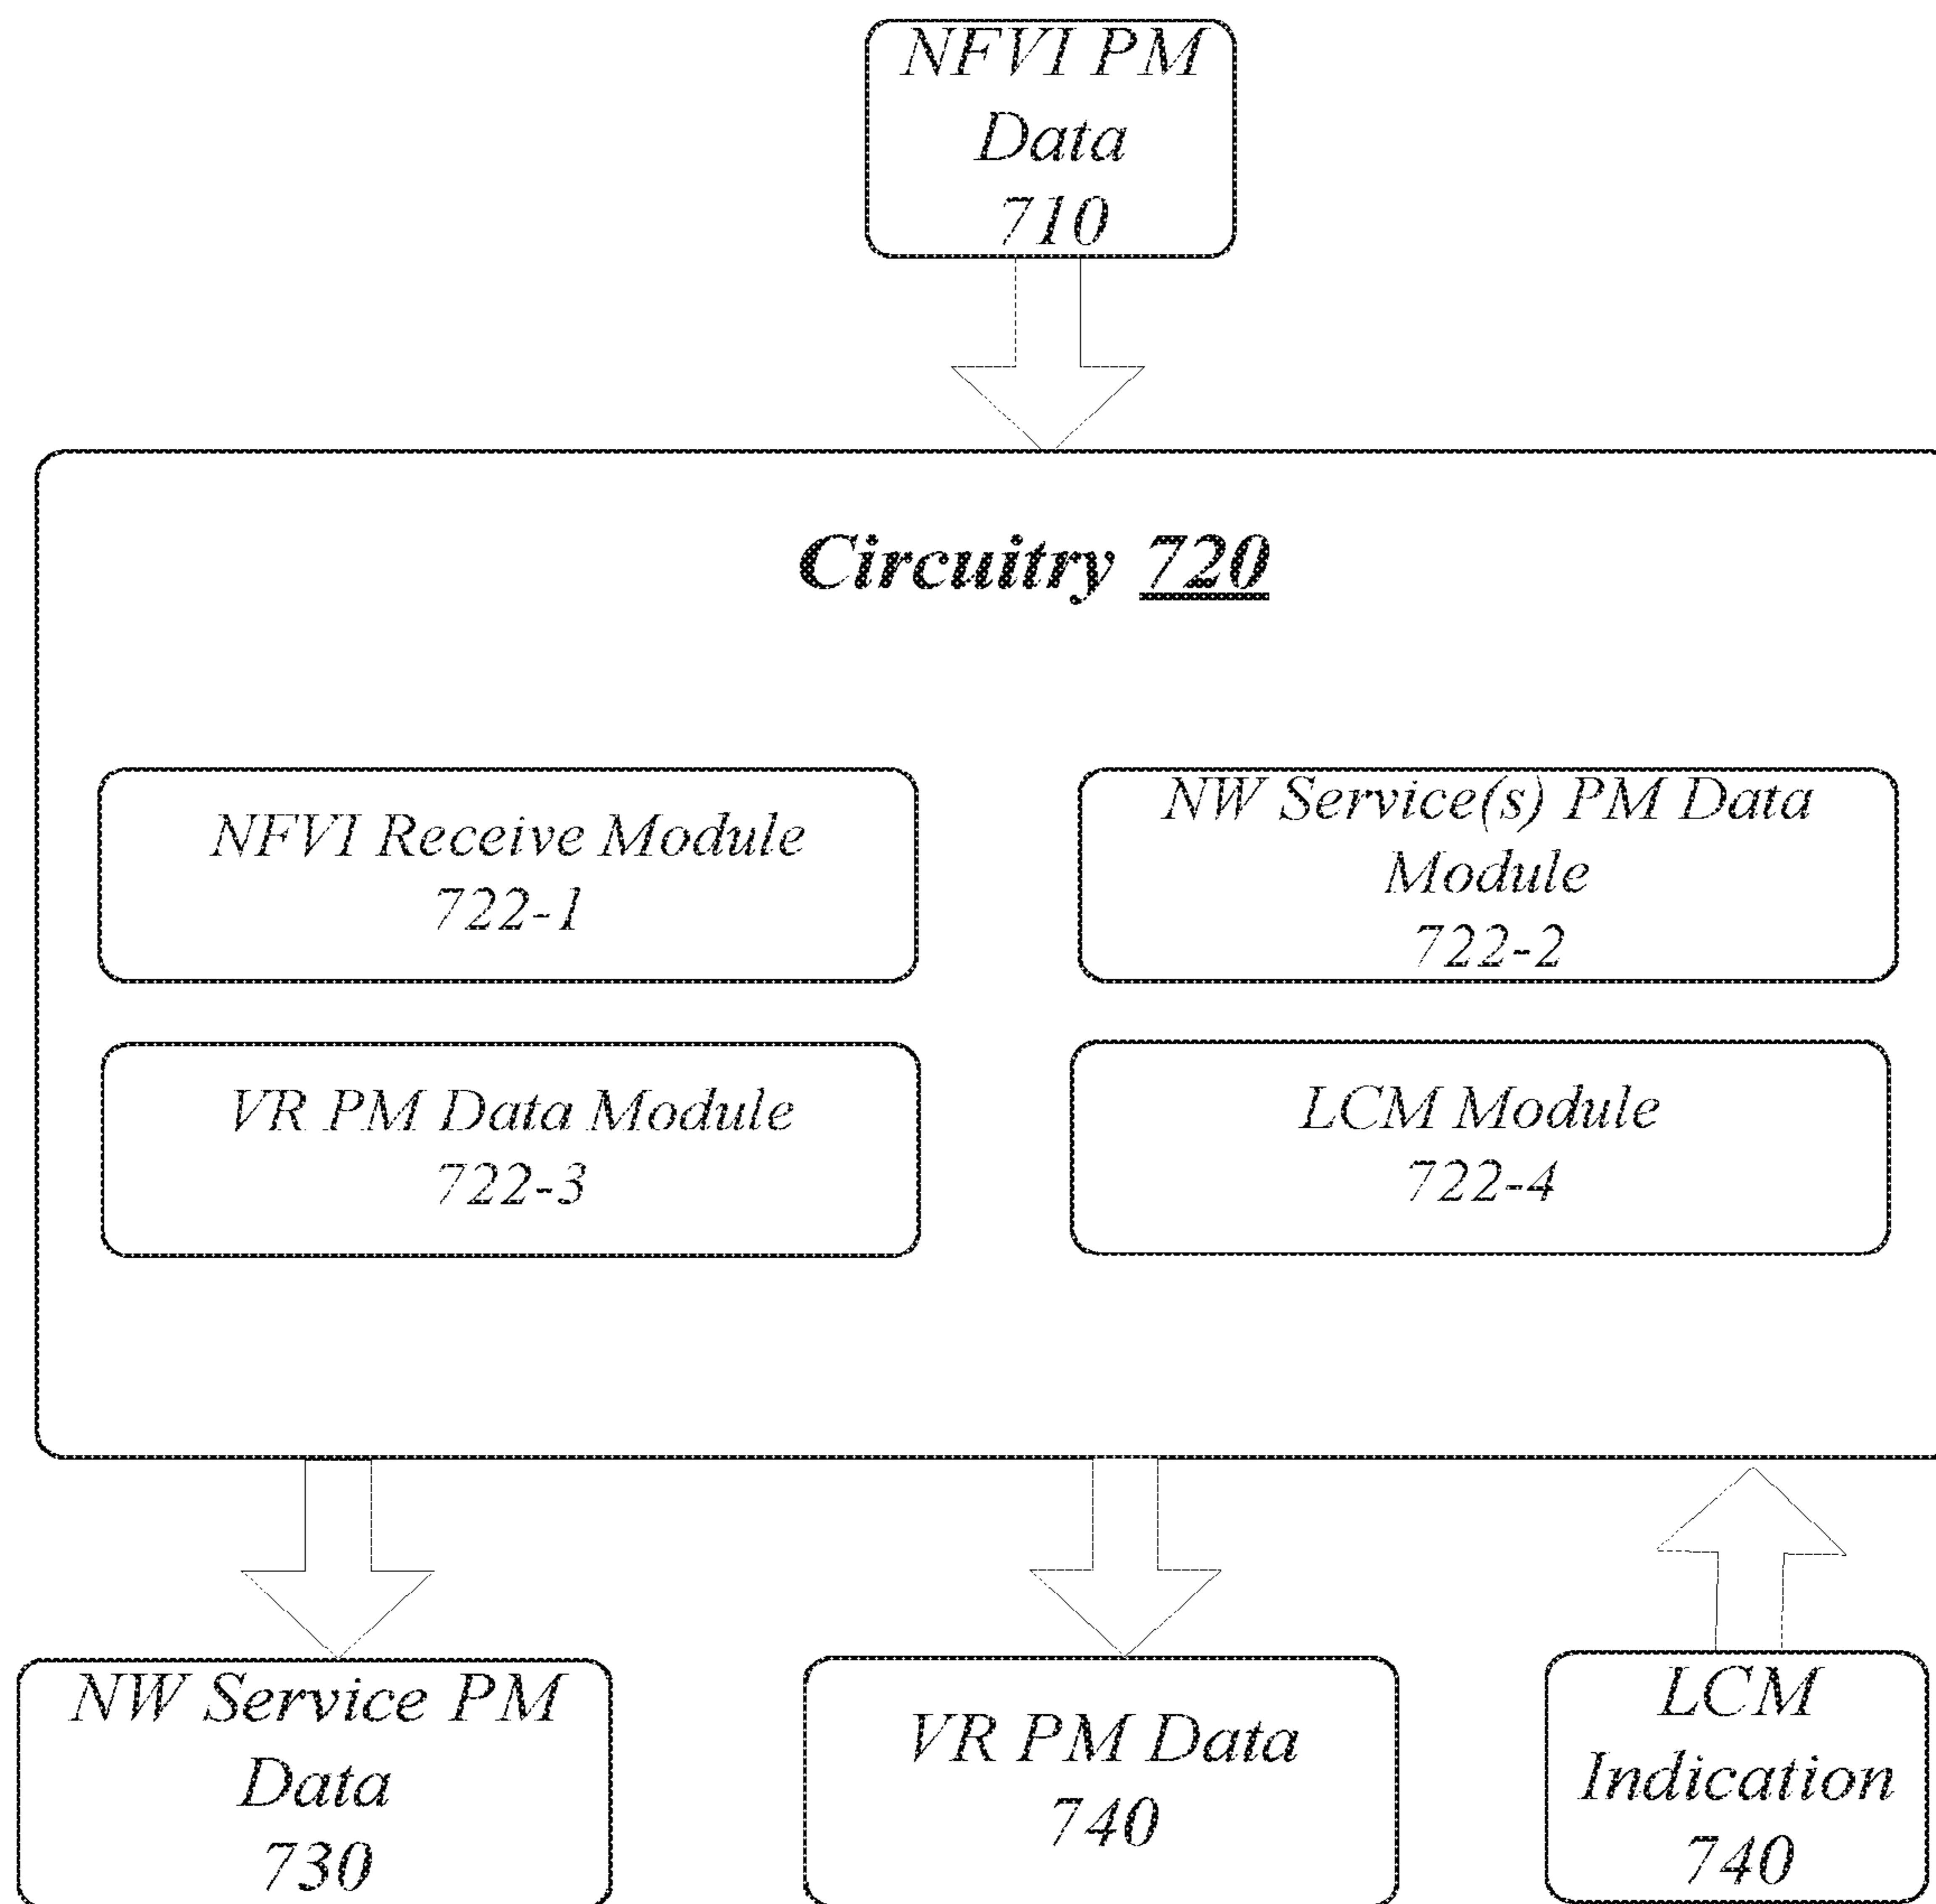 NFVI PM
Data
710
Circuitry 720
NFVI Receive Module
722-1
NW Service(s) PM Data
Module
722-2
VR PM Data Module
722-3
LCM Module
722-4
NW Service PM
Data
730
VR PM Data
740
LCM
Indication
740